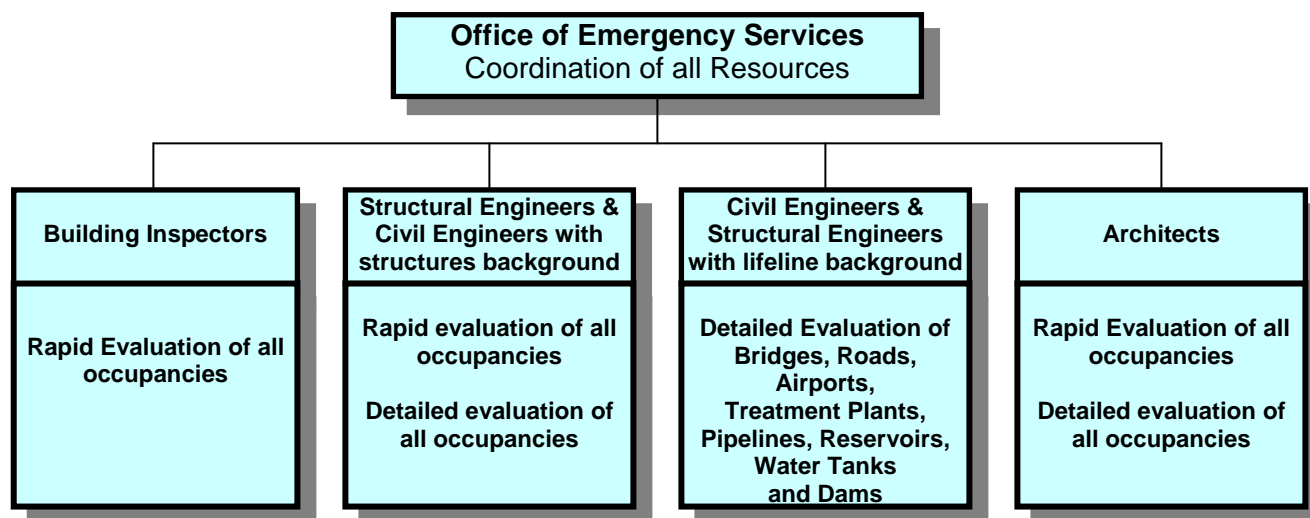 Office of Emergency Services
Coordination of all Resources
Building Inspectors
Rapid Evaluation of all
occupancies
Structural Engineers &
Civil Engineers with
structures background
Rapid evaluation of all
occupancies
Detailed evaluation of
all occupancies
Civil Engineers &
Structural Engineers
with lifeline background
Detailed Evaluation of
Bridges, Roads,
Airports,
Treatment Plants,
Pipelines, Reservoirs,
Water Tanks
and Dams
Architects
Rapid Evaluation of all
occupancies
Detailed evaluation of
all occupancies